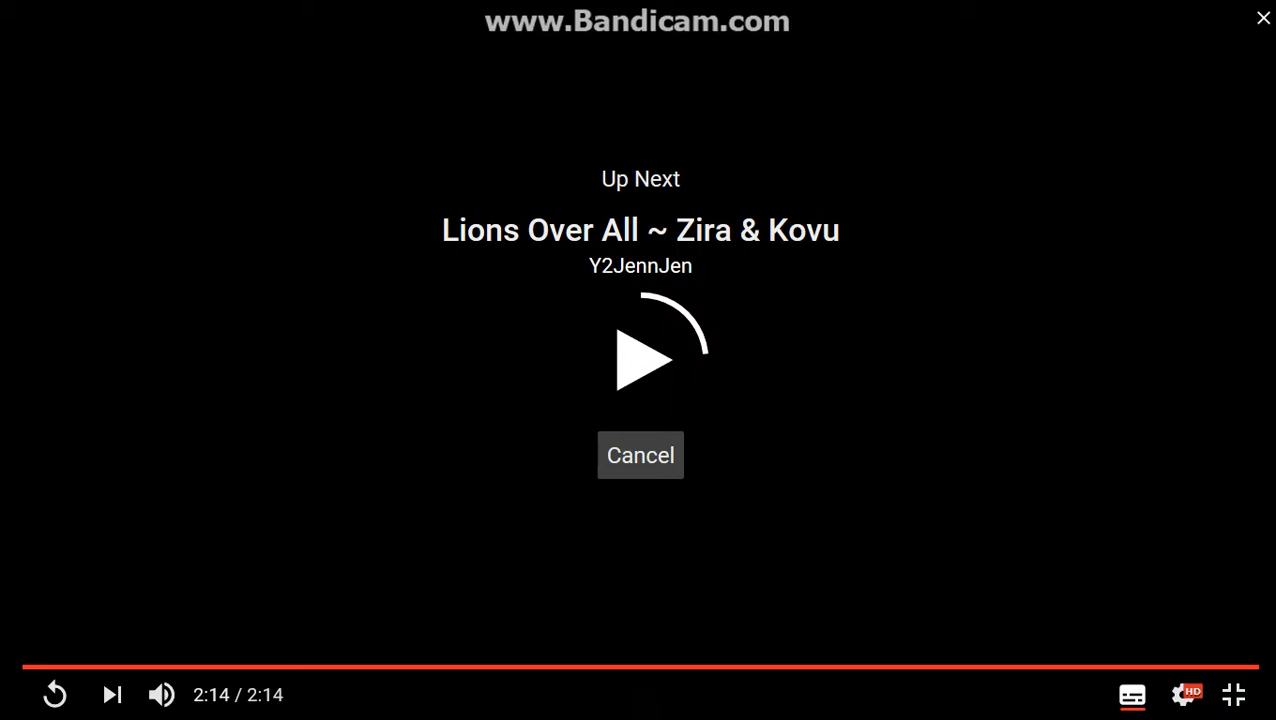 www.Bandicam.com
Up Next
Lions Over All ~ Zira & Kovu
Y2JennJen
Cancel
2:14 / 2:14
HD